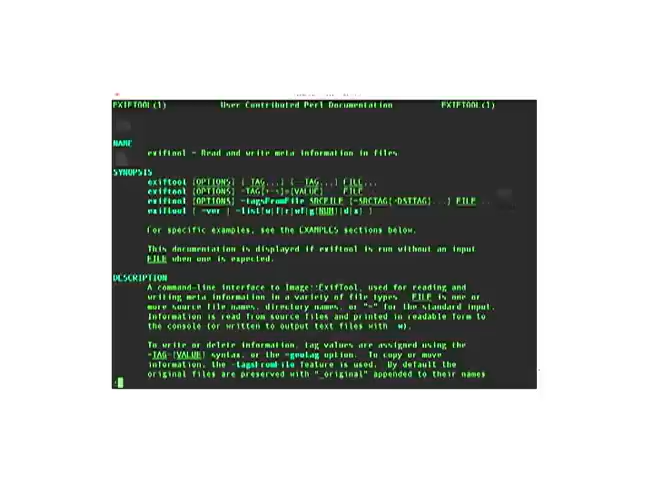 EXIFTOOL(1) User Contributed Perl Documentation EXIFTOOL(1)
NAME
exiftool - Read and write meta information in files
SYNOPSIS
exiftool [OPTIONS] [-TAG...] [--TAG...] FILE...
exiftool [OPTIONS] -TAG[+-<]=[VALUE]... FILE...
exiftool [OPTIONS] -tagsFromFile SRCFILE [-SRCTAG[>DSTTAG]...] FILE...
exiftool [ -ver | -list[w|f|r|wf|g[NUM]|d|x] ]
For specific examples, see the EXAMPLES sections below.
This documentation is displayed if exiftool is run without an input
FILE when one is expected.
DESCRIPTION
A command-line interface to Image::ExifTool, used for reading and
writing meta information in a variety of file types. FILE is one or
more source file names, directory names, or "-" for the standard input.
Information is read from source files and printed in readable form to
the console (or written to output text files with -w).
To write or delete information, tag values are assigned using the
-TAG=[VALUE] syntax, or the -geotag option. To copy or move
information, the -tagsFromFile feature is used. By default the
original files are preserved with "_original" appended to their names
: